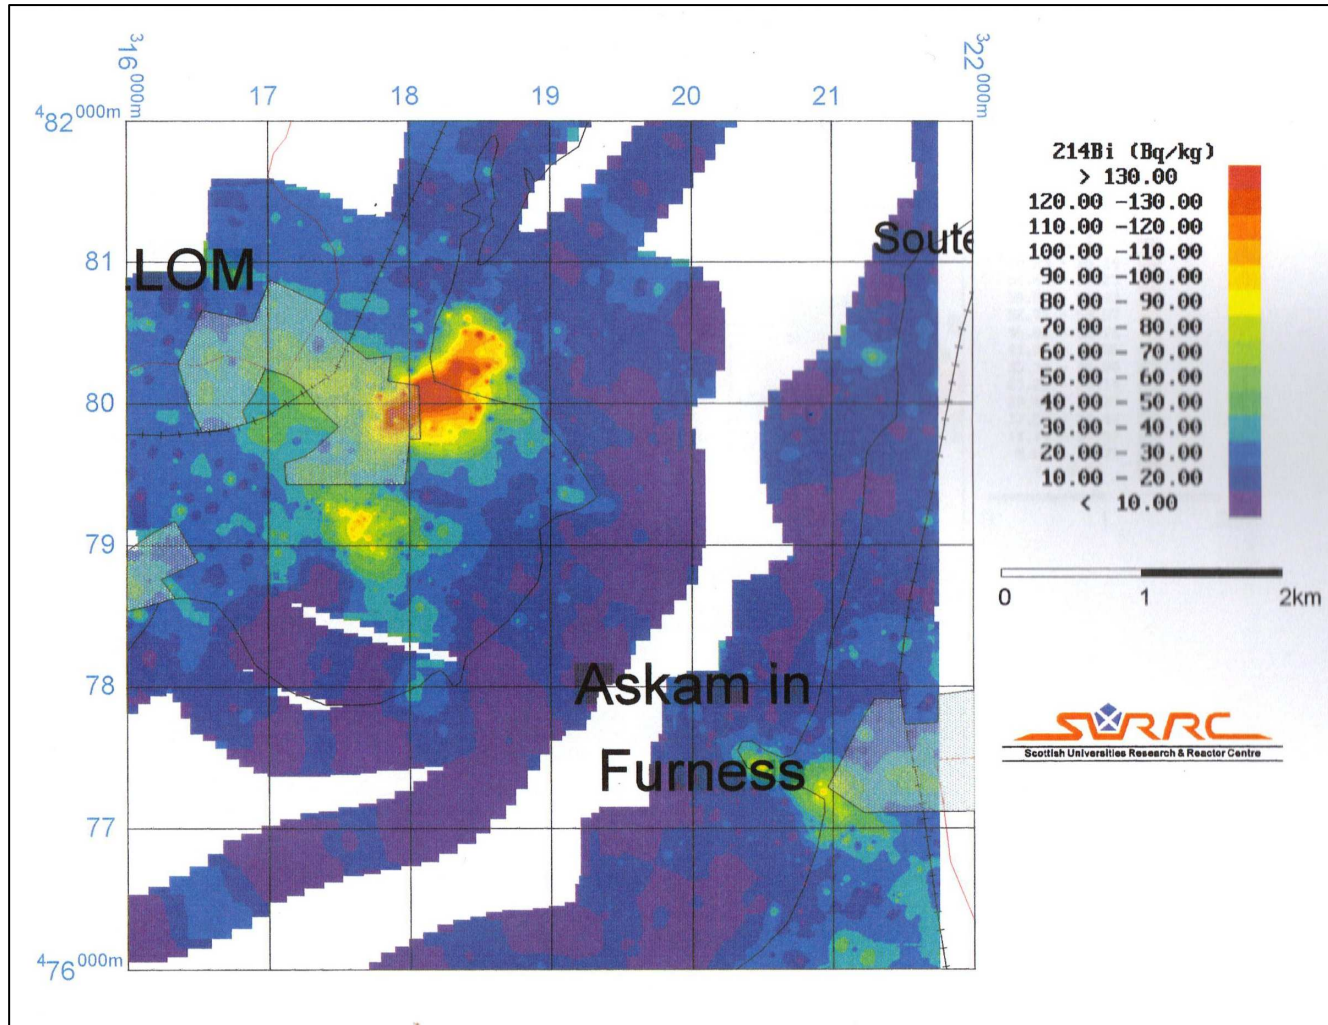 ³16⁰⁰⁰ᵐ
17
18
19
20
21
³22⁰⁰⁰ᵐ
⁴82⁰⁰⁰ᵐ
81
80
79
78
77
⁴76⁰⁰⁰ᵐ
.LOM
Soute
Askam in
Furness
214Bi (Bq/kg)
> 130.00
120.00 -130.00
110.00 -120.00
100.00 -110.00
90.00 -100.00
80.00 - 90.00
70.00 - 80.00
60.00 - 70.00
50.00 - 60.00
40.00 - 50.00
30.00 - 40.00
20.00 - 30.00
10.00 - 20.00
< 10.00
0 1 2km
SURRC
Scottish Universities Research & Reactor Centre